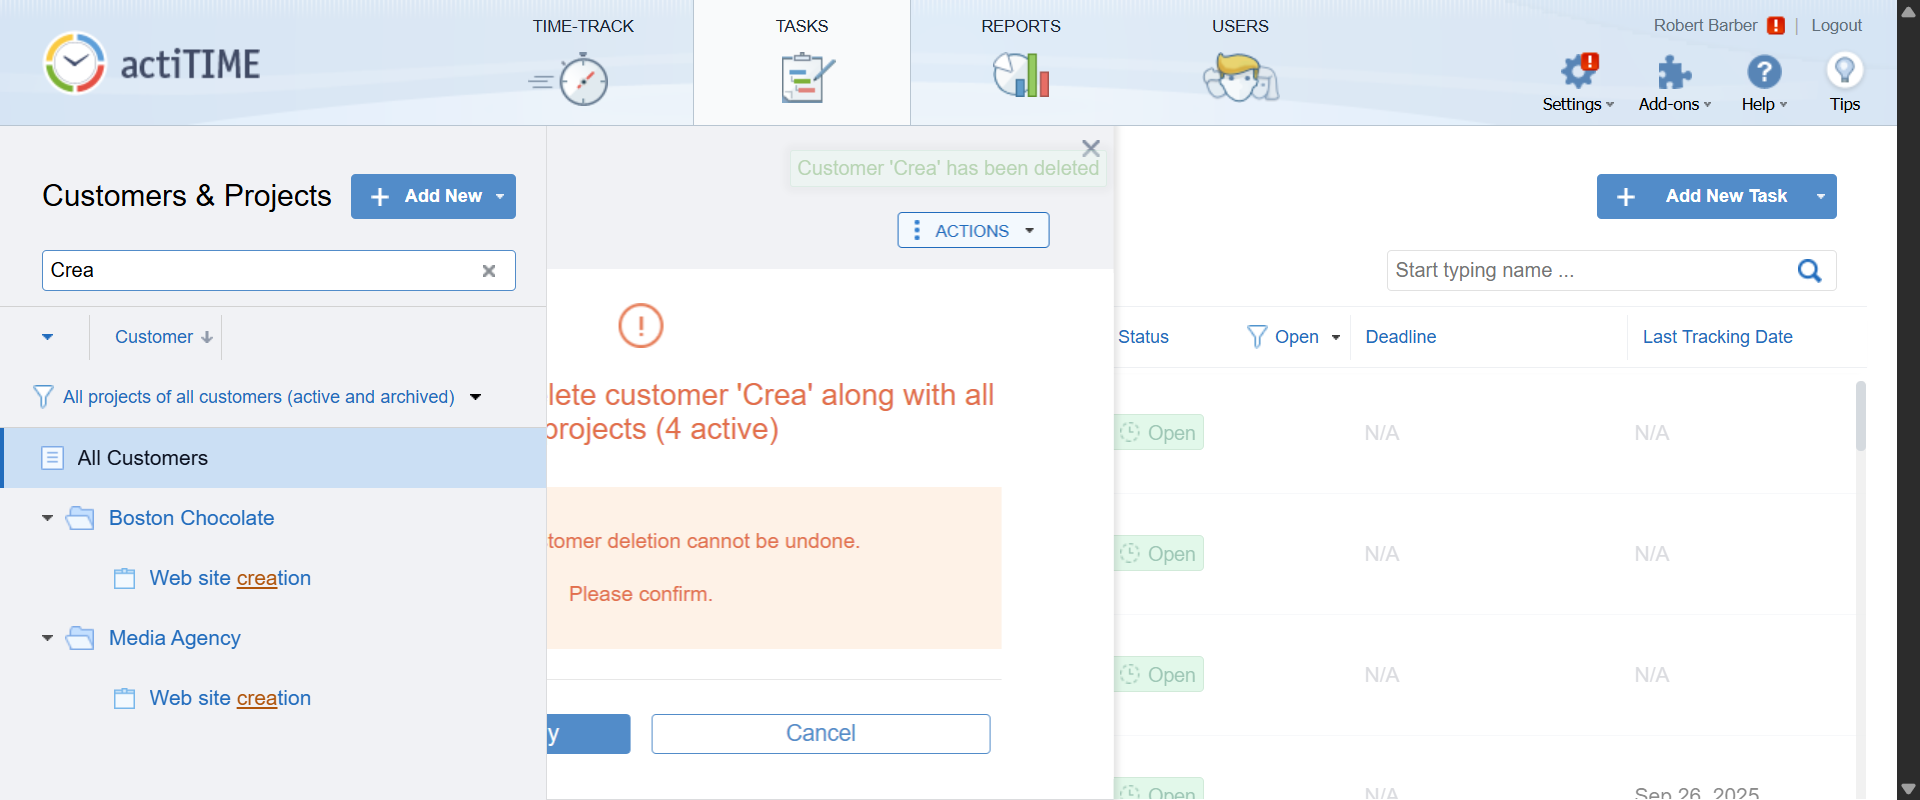 TIME-TRACK
TASKS
REPORTS
USERS
Robert Barber ! | Logout
actiTIME
Settings
Add-ons
Help
Tips
Customers & Projects
Add New
Crea
Customer
All projects of all customers (active and archived)
All Customers
Boston Chocolate
Web site creation
Media Agency
Web site creation
Customer 'Crea' has been deleted
ACTIONS
lete customer 'Crea' along with all
projects (4 active)
tomer deletion cannot be undone.
Please confirm.
y
Cancel
Add New Task
Start typing name ...
Status
Open
Deadline
Last Tracking Date
Open N/A N/A
Open N/A N/A
Open N/A N/A
Open N/A Sep 26, 2025